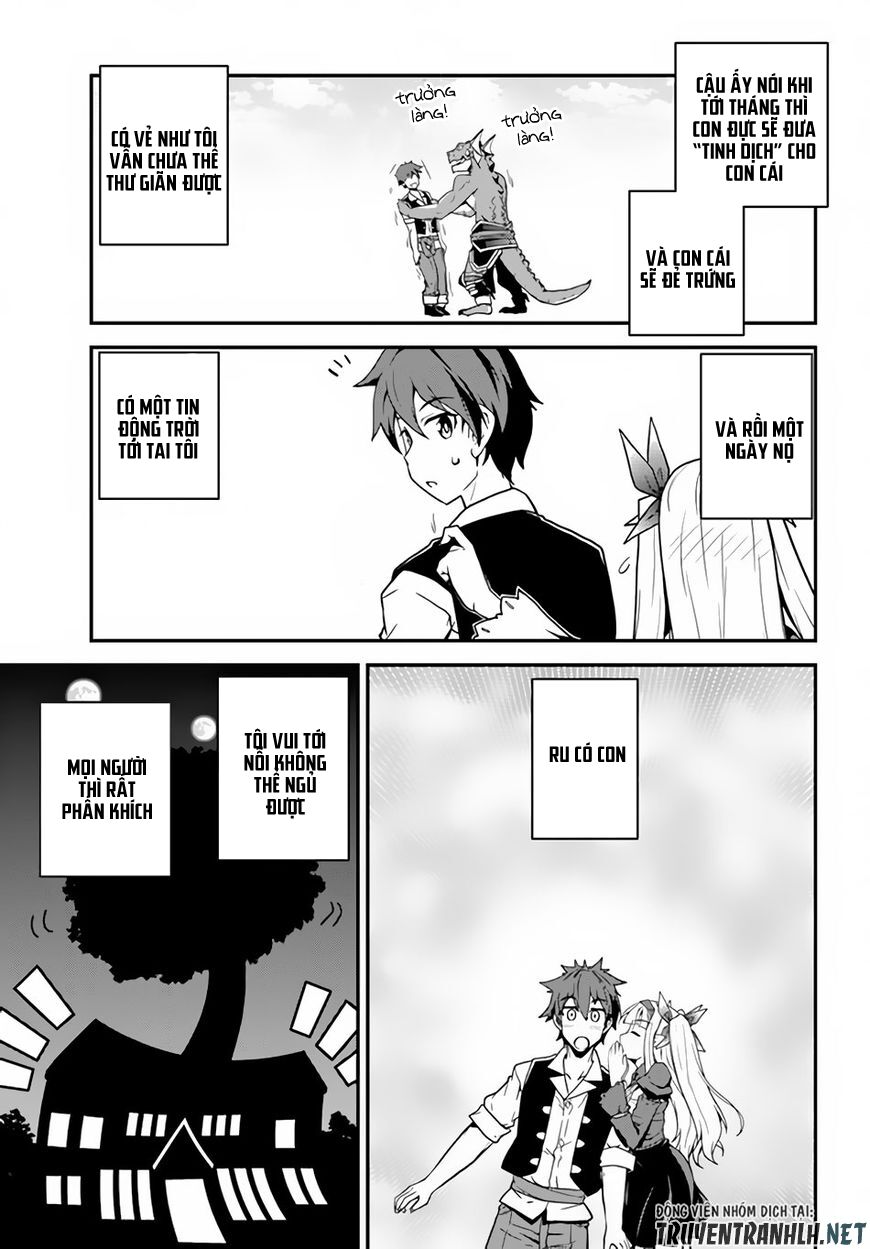 CẬU ẤY NÓI KHI
TỚI THÁNG THÌ
CON ĐỰC SẼ ĐƯA
“TINH DỊCH” CHO
CON CÁI
VÀ CON CÁI
SẼ ĐẺ TRỨNG
trưởng
làng!
trưởng
làng!
CÓ VẺ NHƯ TÔI
VẪN CHƯA THỂ
THƯ GIÃN ĐƯỢC
VÀ RỒI MỘT
NGÀY NỌ
CÓ MỘT TIN
ĐỘNG TRỜI
TỚI TAI TÔI
RU CÓ CON
TÔI VUI TỚI
NỖI KHÔNG
THỂ NGỦ
ĐƯỢC
MỌI NGƯỜI
THÌ RẤT
PHẤN KHÍCH
ĐỘNG VIÊN NHÓM DỊCH TẠI:
TRUYENTRANHLH.NET